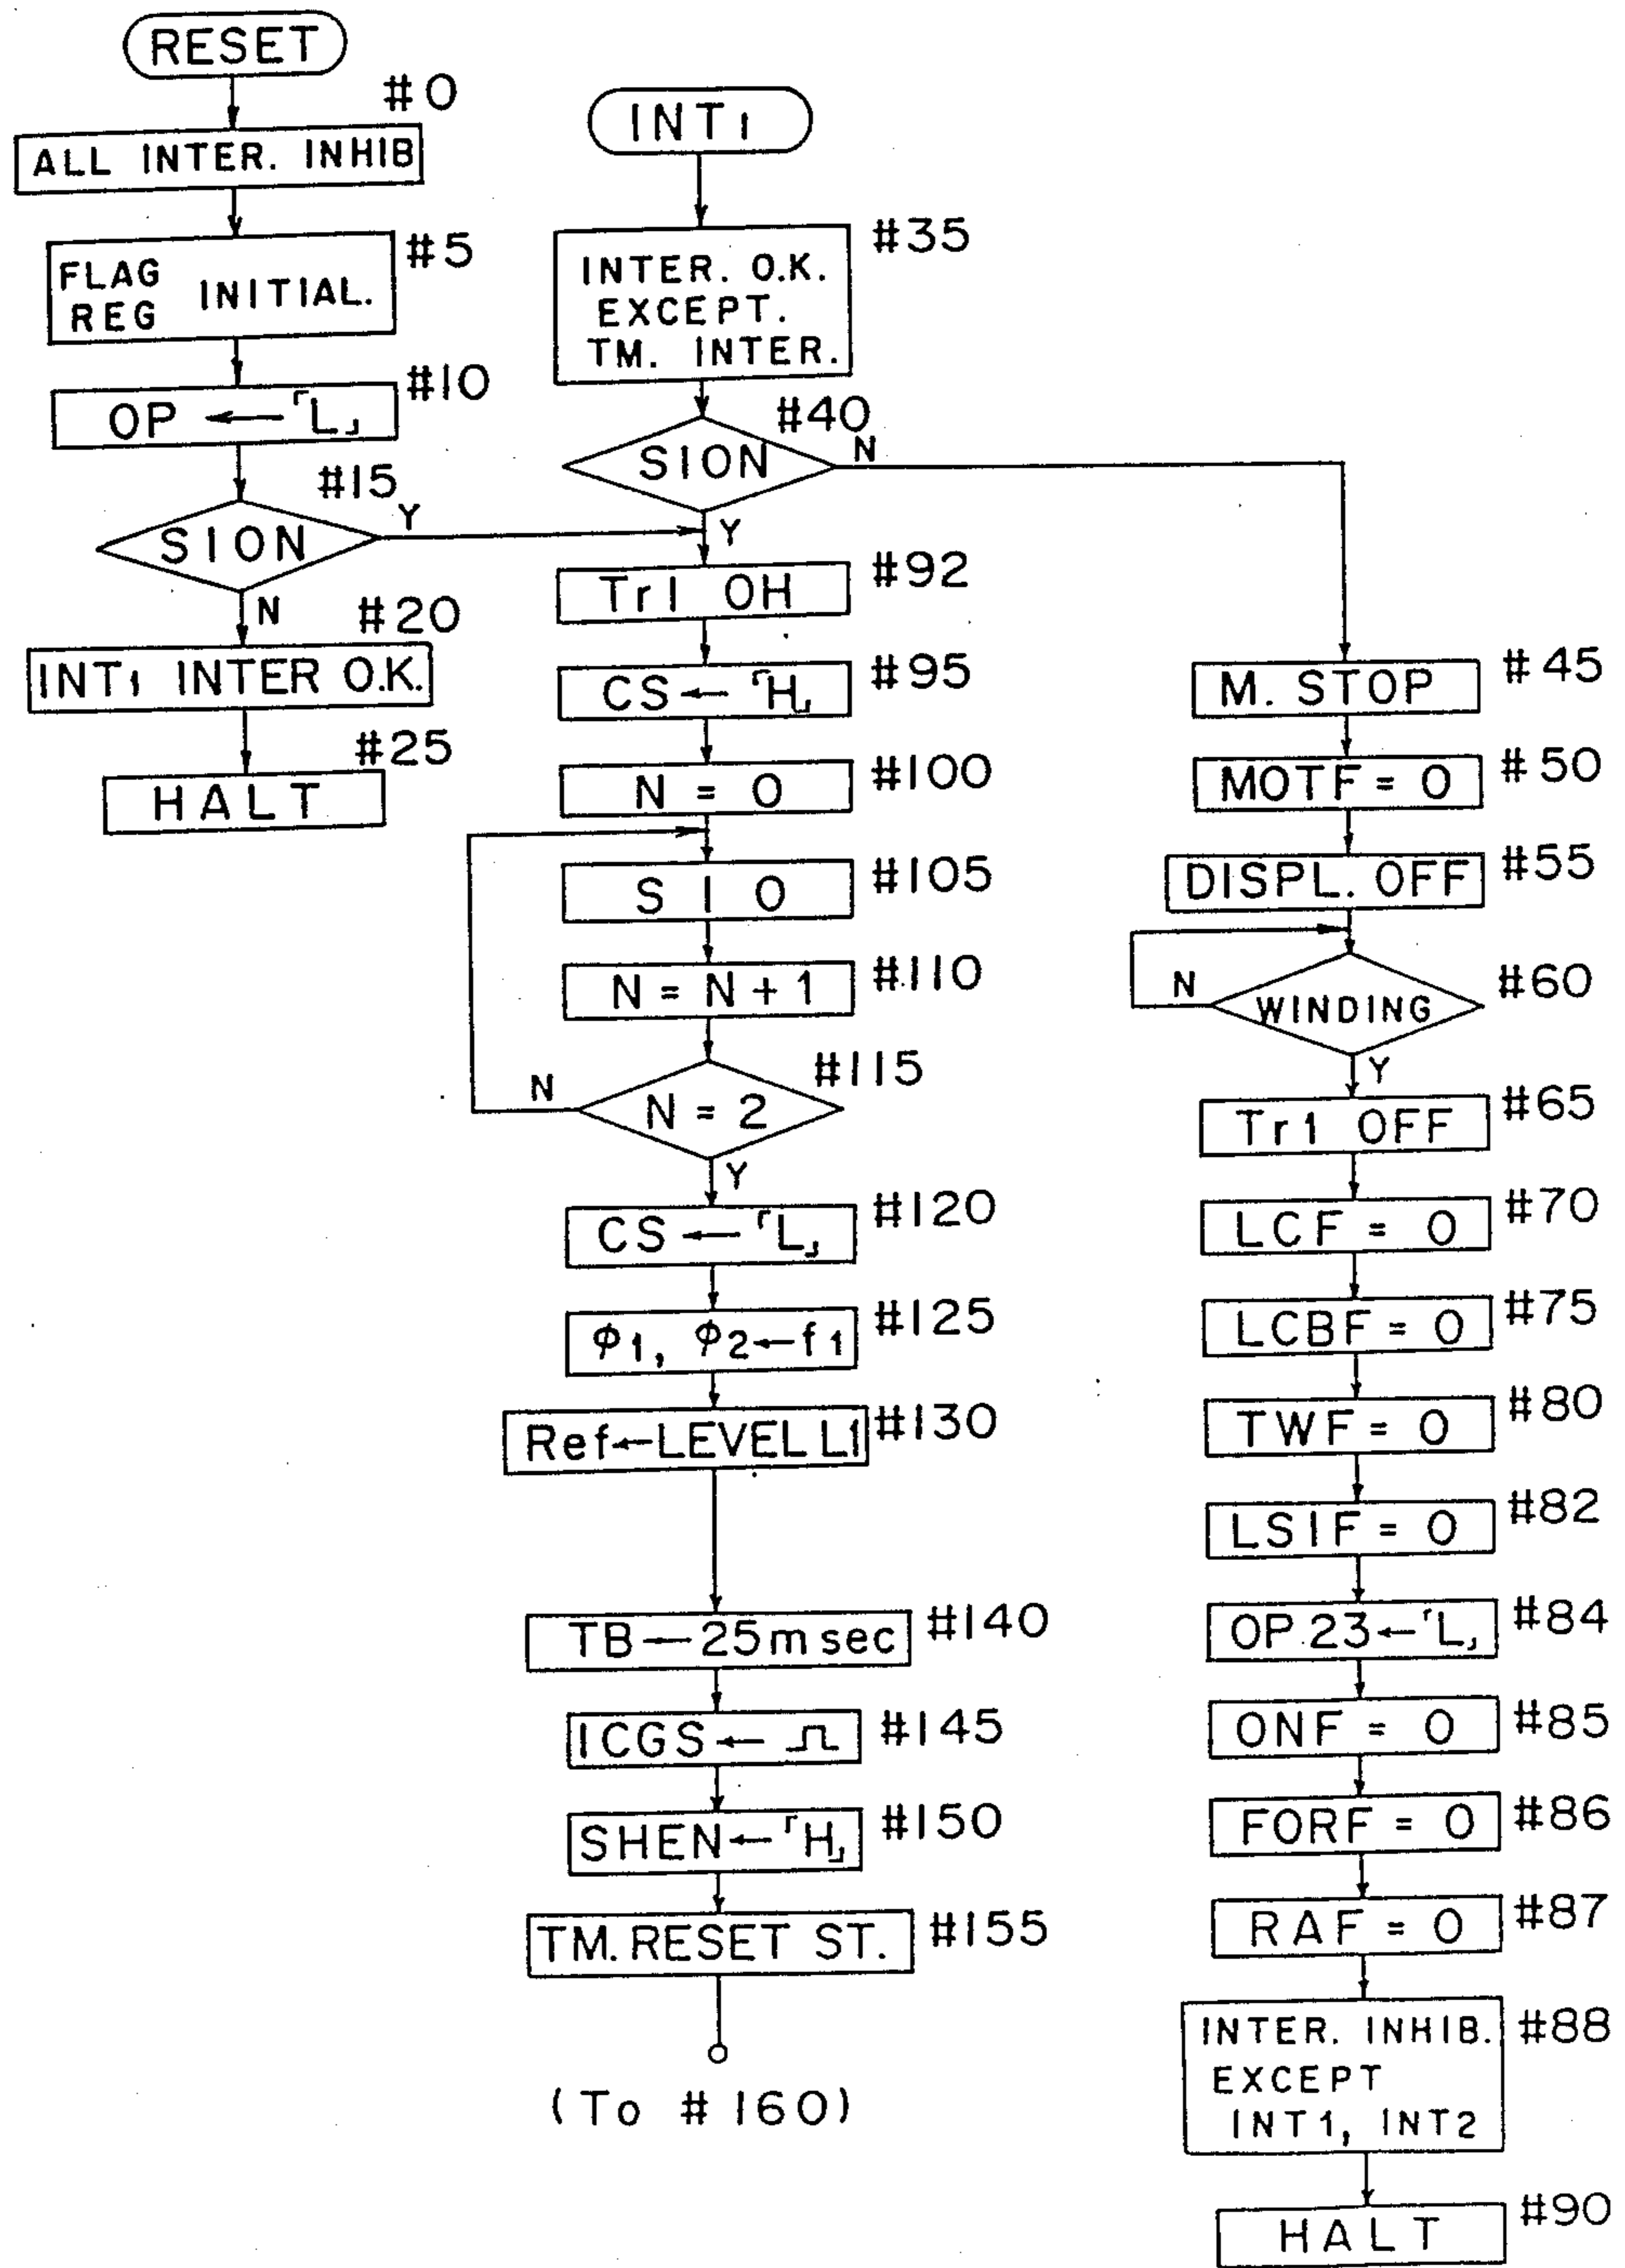 RESET
#0
ALL INTER. INHIB
#5
FLAG
REG INITIAL.
#10
OP ← 「L」
#15
SION
Y
N
#20
INT1 INTER O.K.
#25
HALT
INT1
#35
INTER. O.K.
EXCEPT.
TM. INTER.
#40
SION
N
Y
#92
Tr1 OH
#95
CS ← 「H」
#100
N = 0
#105
SIO
#110
N = N + 1
#115
N = 2
N
Y
#120
CS ← 「L」
#125
φ1, φ2 ← f1
#130
Ref ← LEVEL L1
#140
TB ← 25m sec
#145
ICGS ← ⎍
#150
SHEN ← 「H」
#155
TM. RESET ST.
(To #160)
#45
M. STOP
#50
MOTF = 0
#55
DISPL. OFF
#60
WINDING
N
Y
#65
Tr1 OFF
#70
LCF = 0
#75
LCBF = 0
#80
TWF = 0
#82
LSIF = 0
#84
OP.23 ← 「L」
#85
ONF = 0
#86
FORF = 0
#87
RAF = 0
#88
INTER. INHIB.
EXCEPT
INT1, INT2
#90
HALT